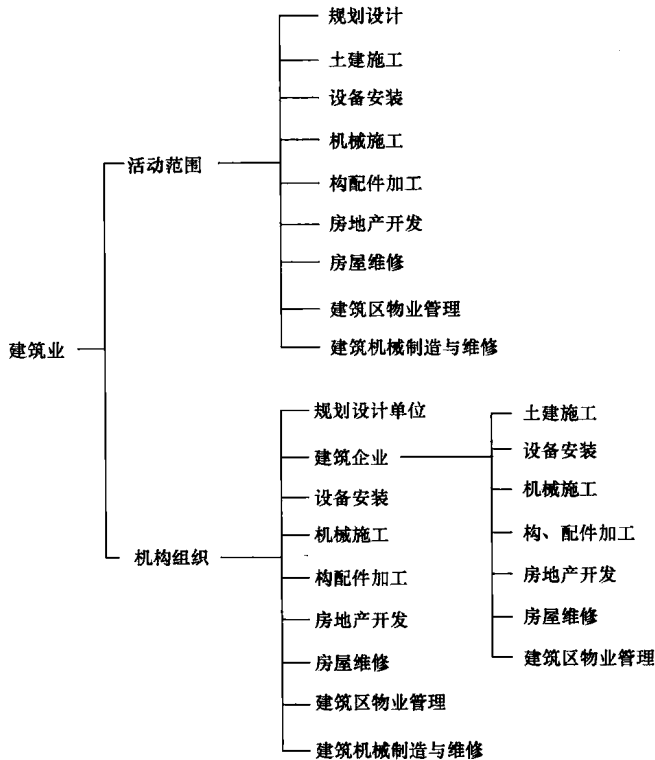 规划设计
土建施工
设备安装
机械施工
活动范围
构配件加工
房地产开发
房屋维修
建筑区物业管理
建筑机械制造与维修
建筑业
规划设计单位
建筑企业
设备安装
机械施工
机构组织
构配件加工
房地产开发
房屋维修
建筑区物业管理
建筑机械制造与维修
土建施工
设备安装
机械施工
构、配件加工
房地产开发
房屋维修
建筑区物业管理